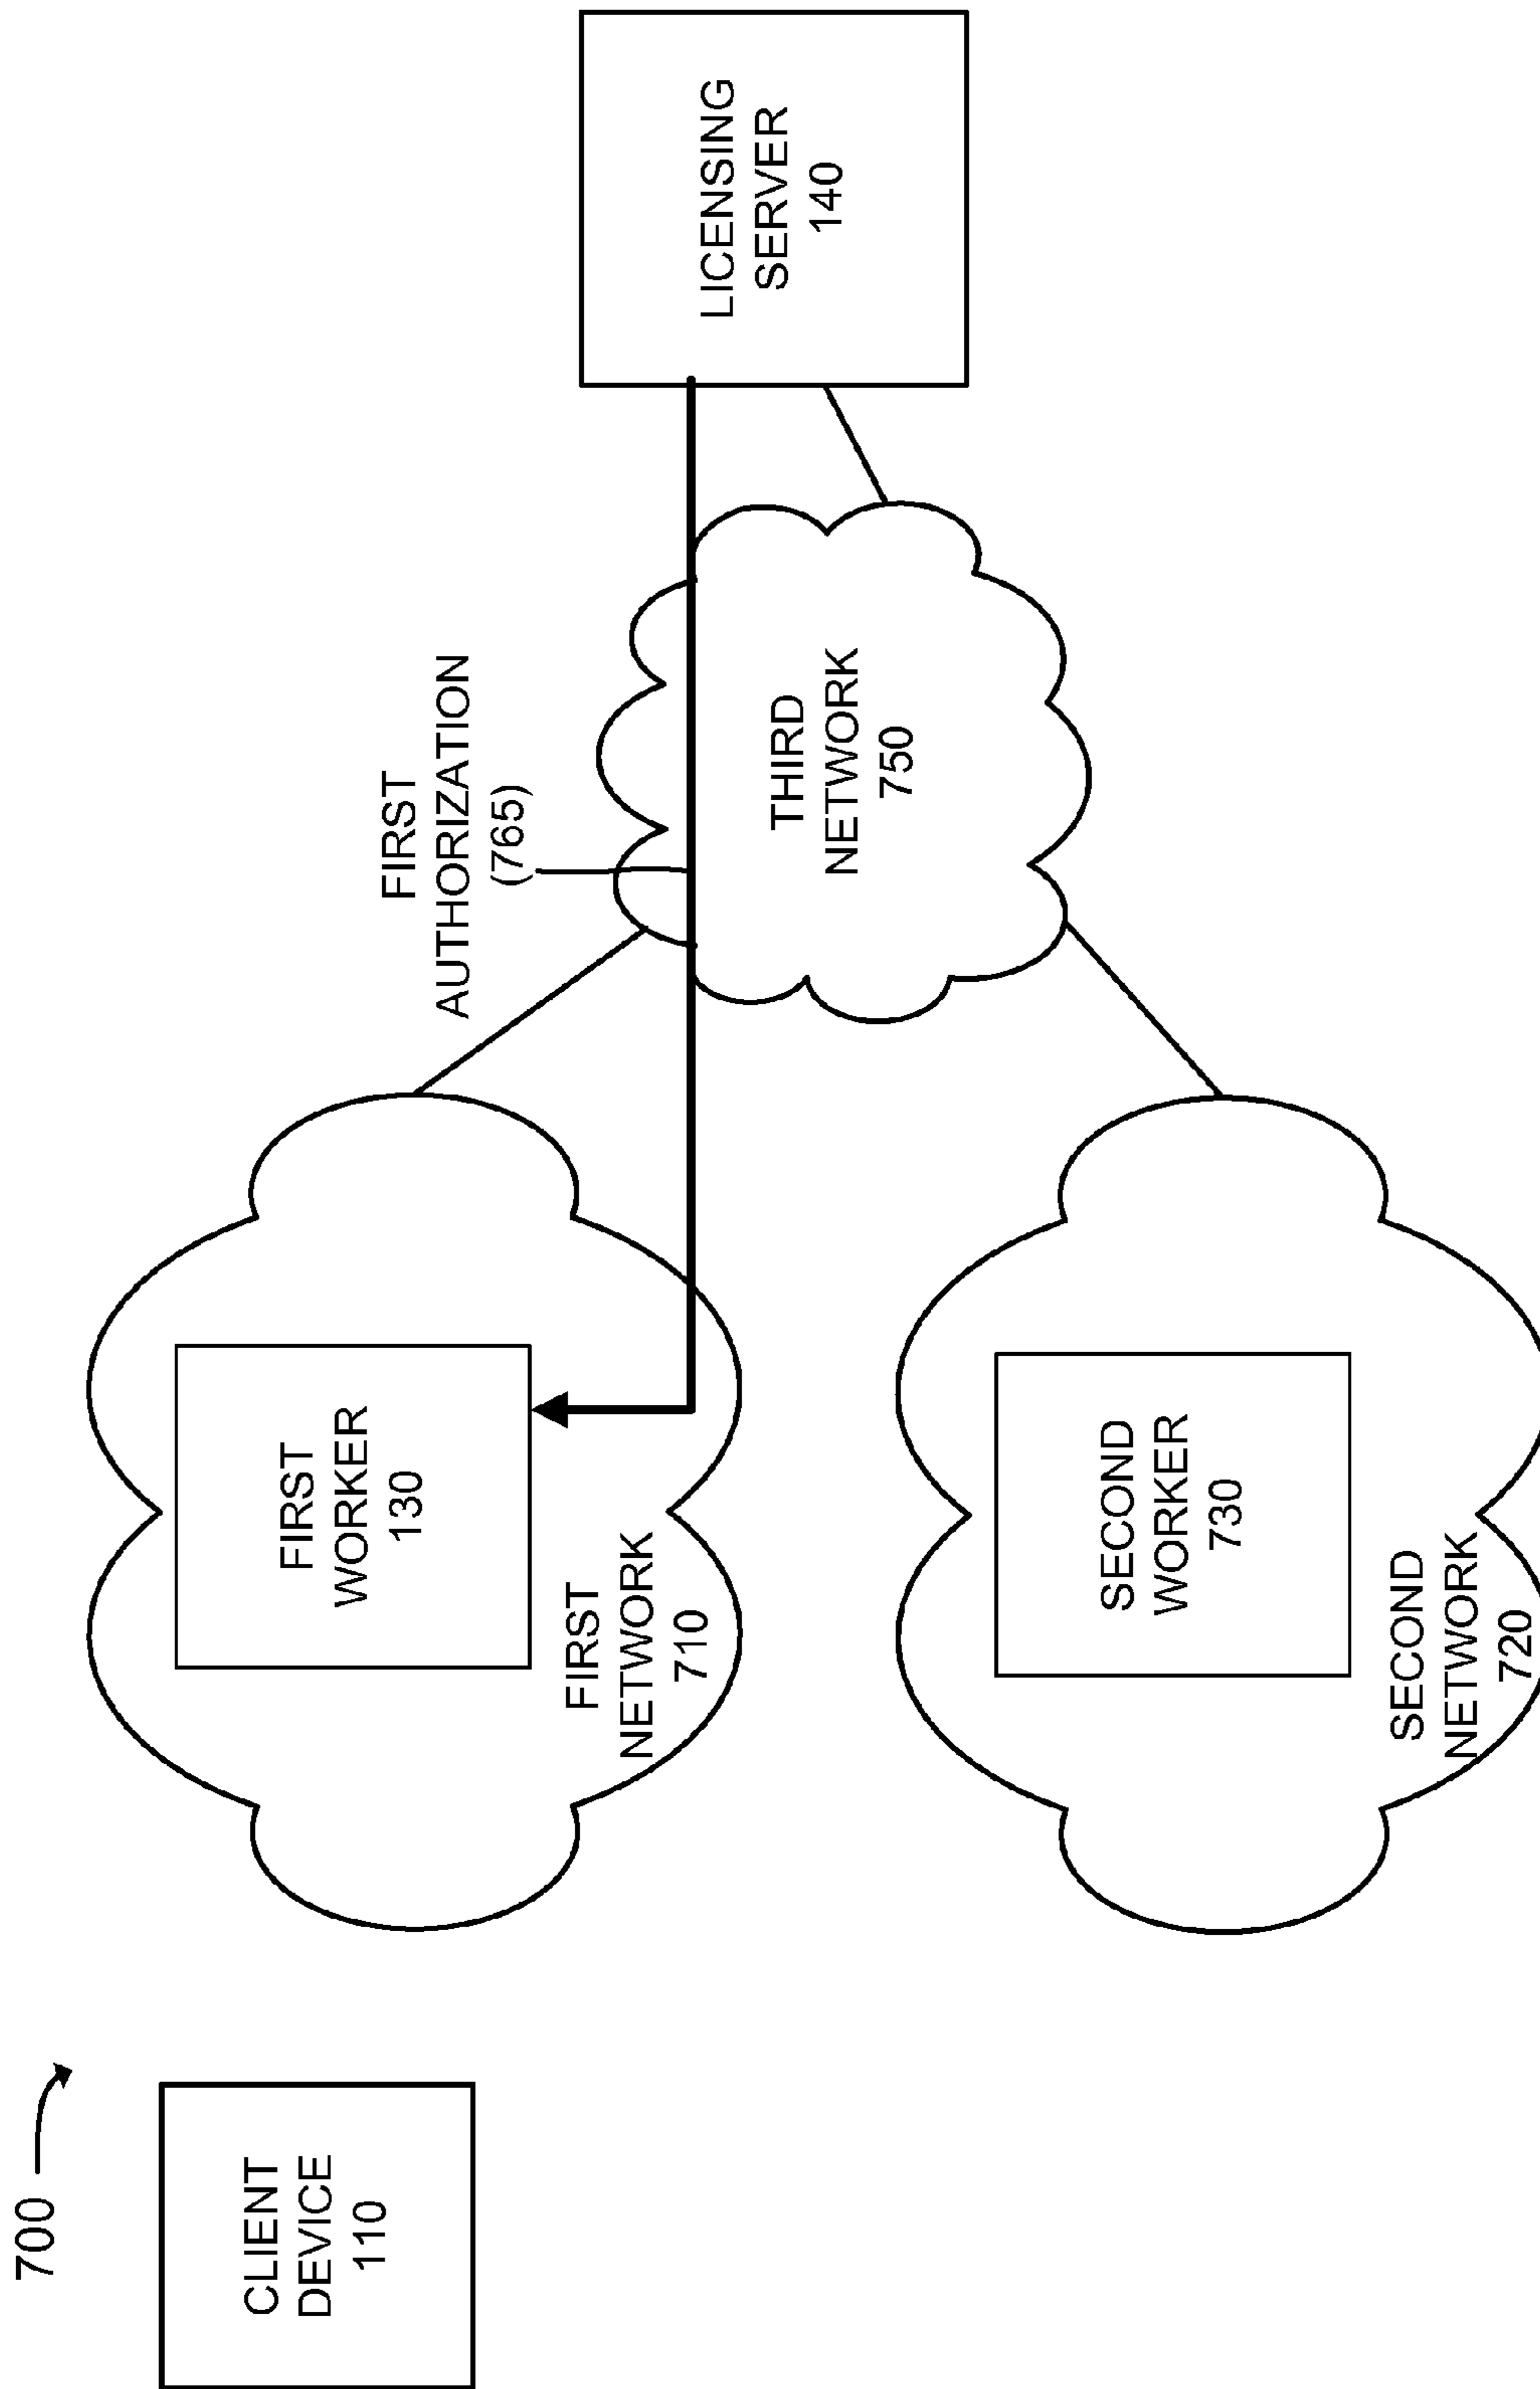 700
CLIENT
DEVICE
110
FIRST
WORKER
130
FIRST
NETWORK
710
SECOND
WORKER
730
SECOND
NETWORK
720
FIRST
AUTHORIZATION
(765)
THIRD
NETWORK
750
LICENSING
SERVER
140